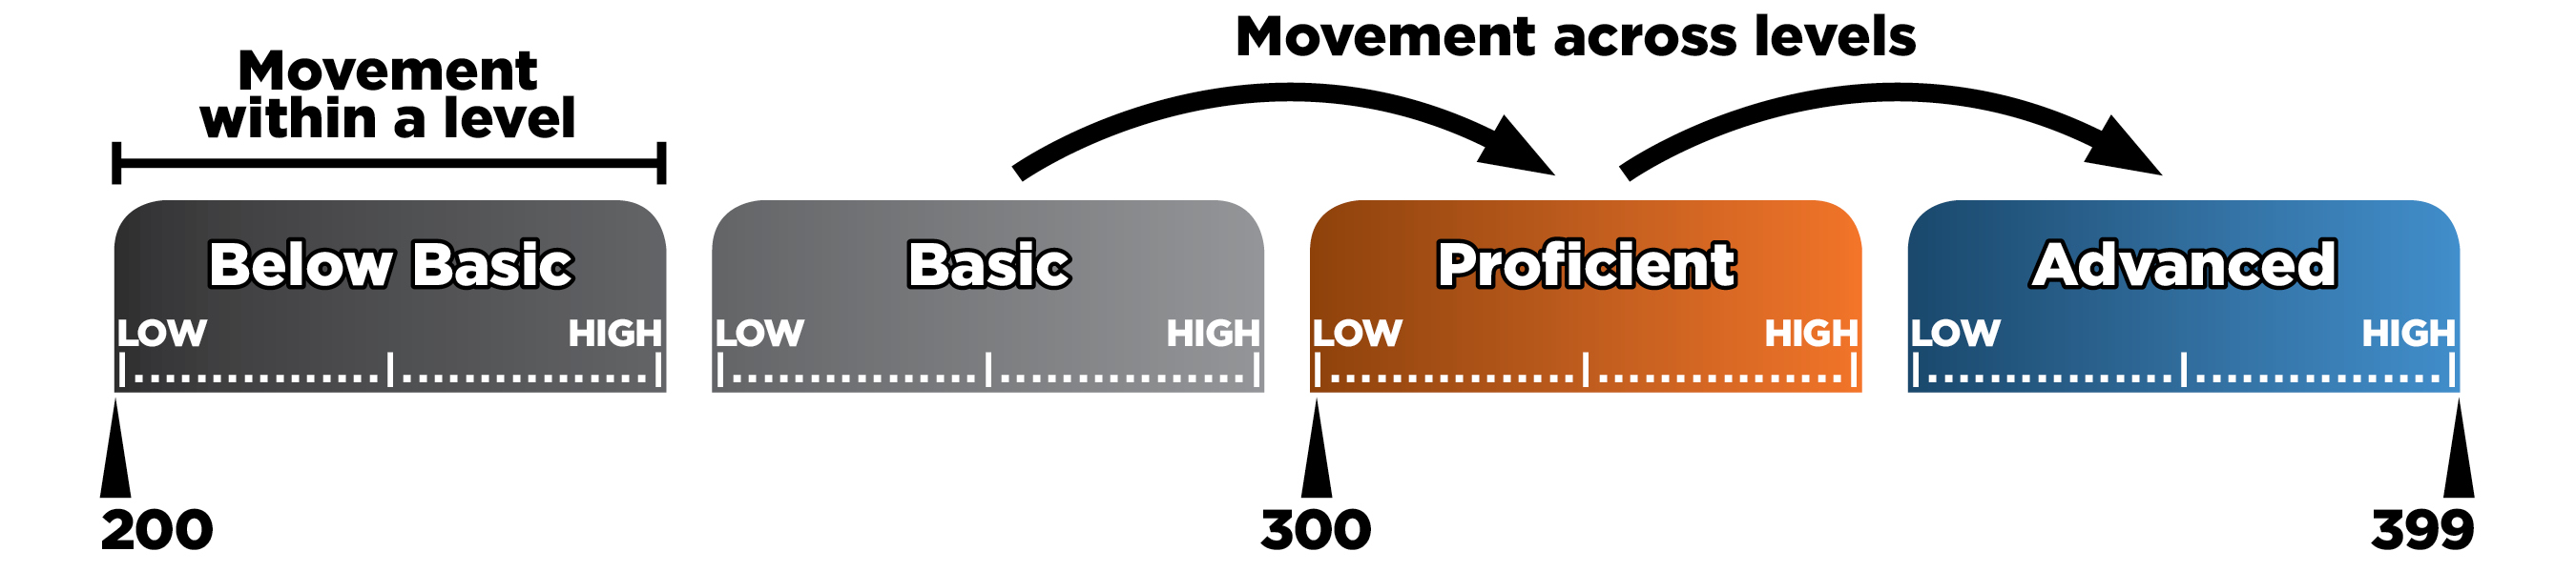 Movement across levels
Movement
within a level
Below Basic
LOW HIGH
Basic
LOW HIGH
Proficient
LOW HIGH
Advanced
LOW HIGH
200
300
399